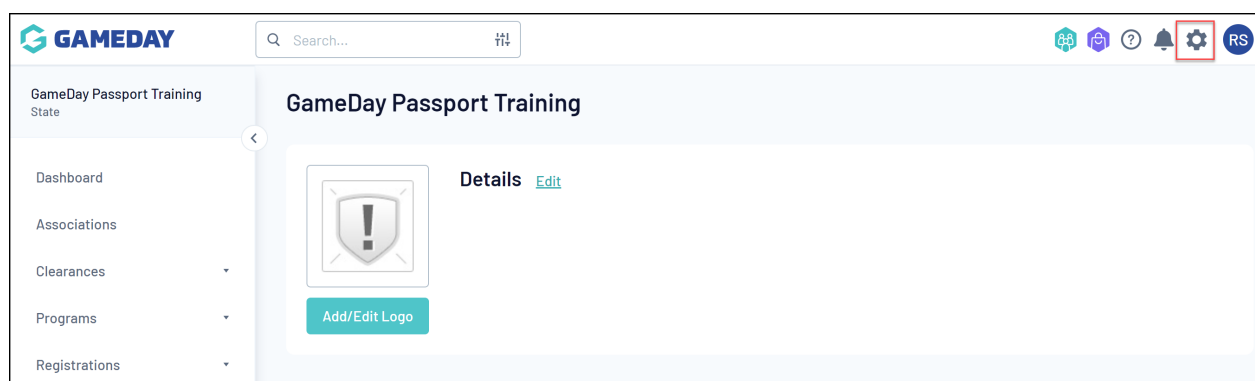 GAMEDAY
Search...
RS
GameDay Passport Training
State
GameDay Passport Training
Details Edit
Dashboard
Associations
Clearances
Programs
Registrations
Add/Edit Logo